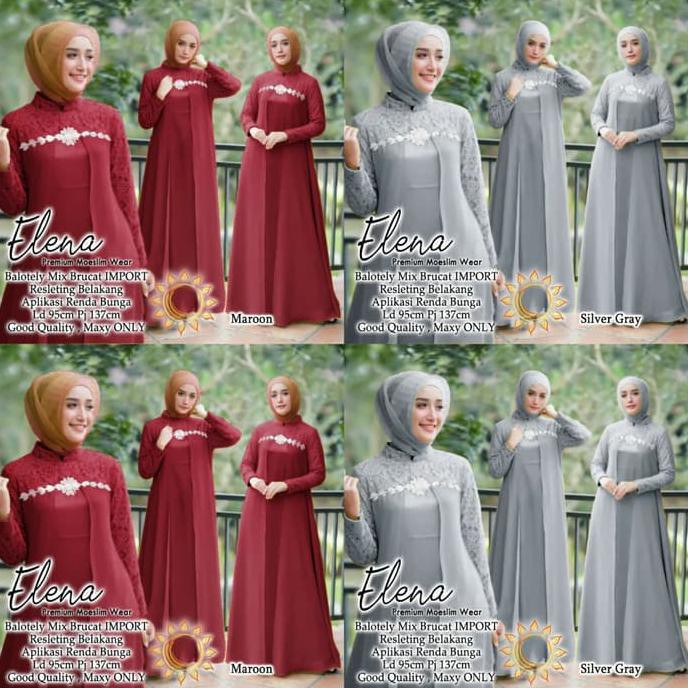 Elena
Premium Moeslim Wear
Balotely Mix Brucat IMPORT
Resleting Belakang
Aplikasi Renda Bunga
Ld 95cm Pj 137cm
Good Quality , Maxy ONLY
Maroon
Elena
Premium Moeslim Wear
Balotely Mix Brucat IMPORT
Resleting Belakang
Aplikasi Renda Bunga
Ld 95cm Pj 137cm
Good Quality , Maxy ONLY
Silver Gray
Elena
Premium Moeslim Wear
Balotely Mix Brucat IMPORT
Resleting Belakang
Aplikasi Renda Bunga
Ld 95cm Pj 137cm
Good Quality , Maxy ONLY
Maroon
Elena
Premium Moeslim Wear
Balotely Mix Brucat IMPORT
Resleting Belakang
Aplikasi Renda Bunga
Ld 95cm Pj 137cm
Good Quality , Maxy ONLY
Silver Gray